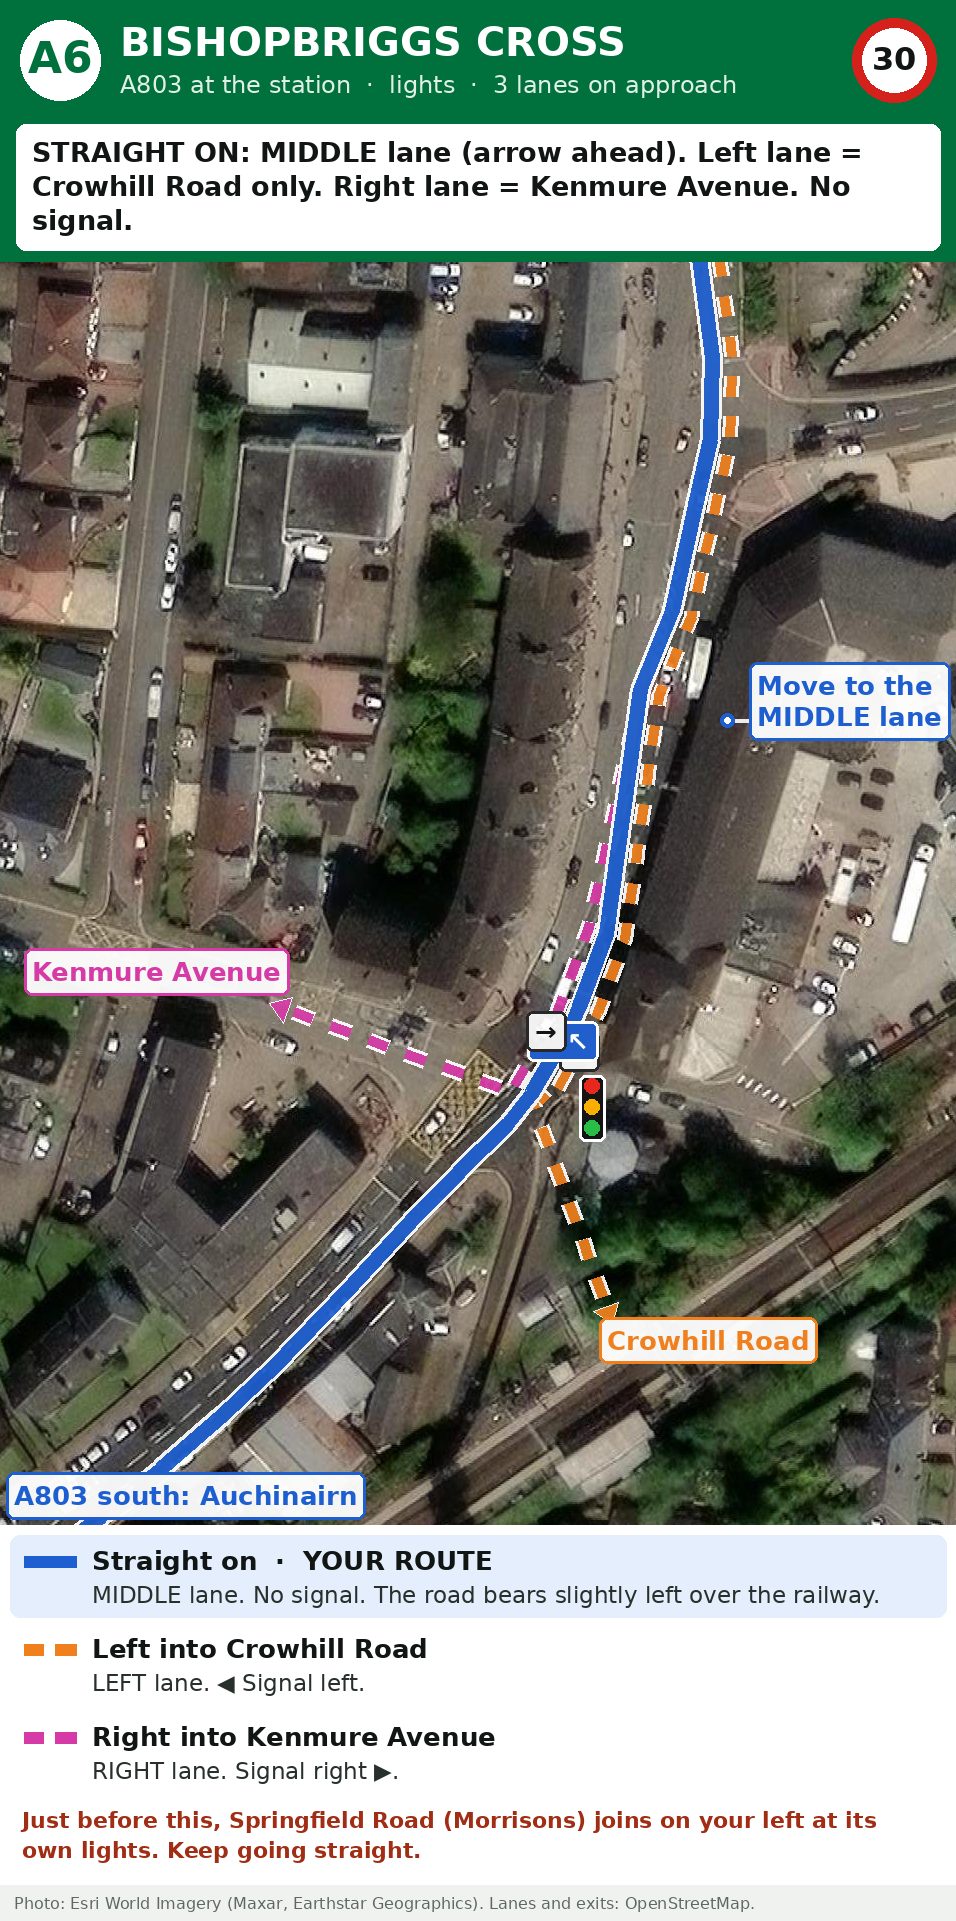 A6
BISHOPBRIGGS CROSS
A803 at the station · lights · 3 lanes on approach
30
STRAIGHT ON: MIDDLE lane (arrow ahead). Left lane =
Crowhill Road only. Right lane = Kenmure Avenue. No
signal.
Move to the
MIDDLE lane
Kenmure Avenue
→
↖
Crowhill Road
A803 south: Auchinairn
Straight on · YOUR ROUTE
MIDDLE lane. No signal. The road bears slightly left over the railway.
Left into Crowhill Road
LEFT lane. ◀ Signal left.
Right into Kenmure Avenue
RIGHT lane. Signal right ▶.
Just before this, Springfield Road (Morrisons) joins on your left at its
own lights. Keep going straight.
Photo: Esri World Imagery (Maxar, Earthstar Geographics). Lanes and exits: OpenStreetMap.